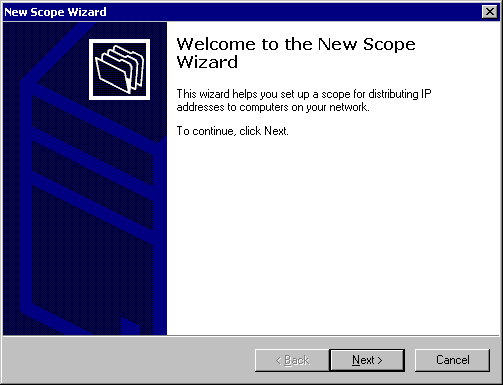 New Scope Wizard
Welcome to the New Scope
Wizard
This wizard helps you set up a scope for distributing IP
addresses to computers on your network.
To continue, click Next.
< Back
Next >
Cancel